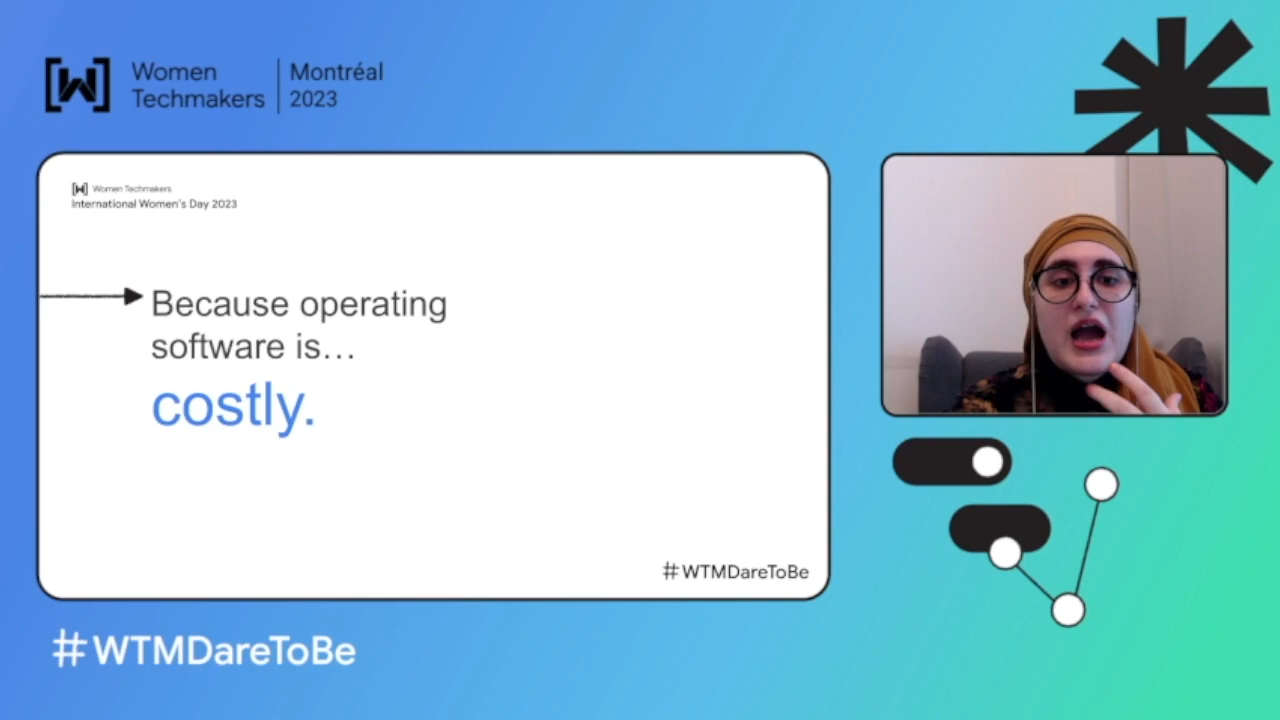 Women
Techmakers
Montréal
2023
Women Techmakers
International Women's Day 2023
Because operating
software is...
costly.
#WTMDareToBe
#WTMDareToBe